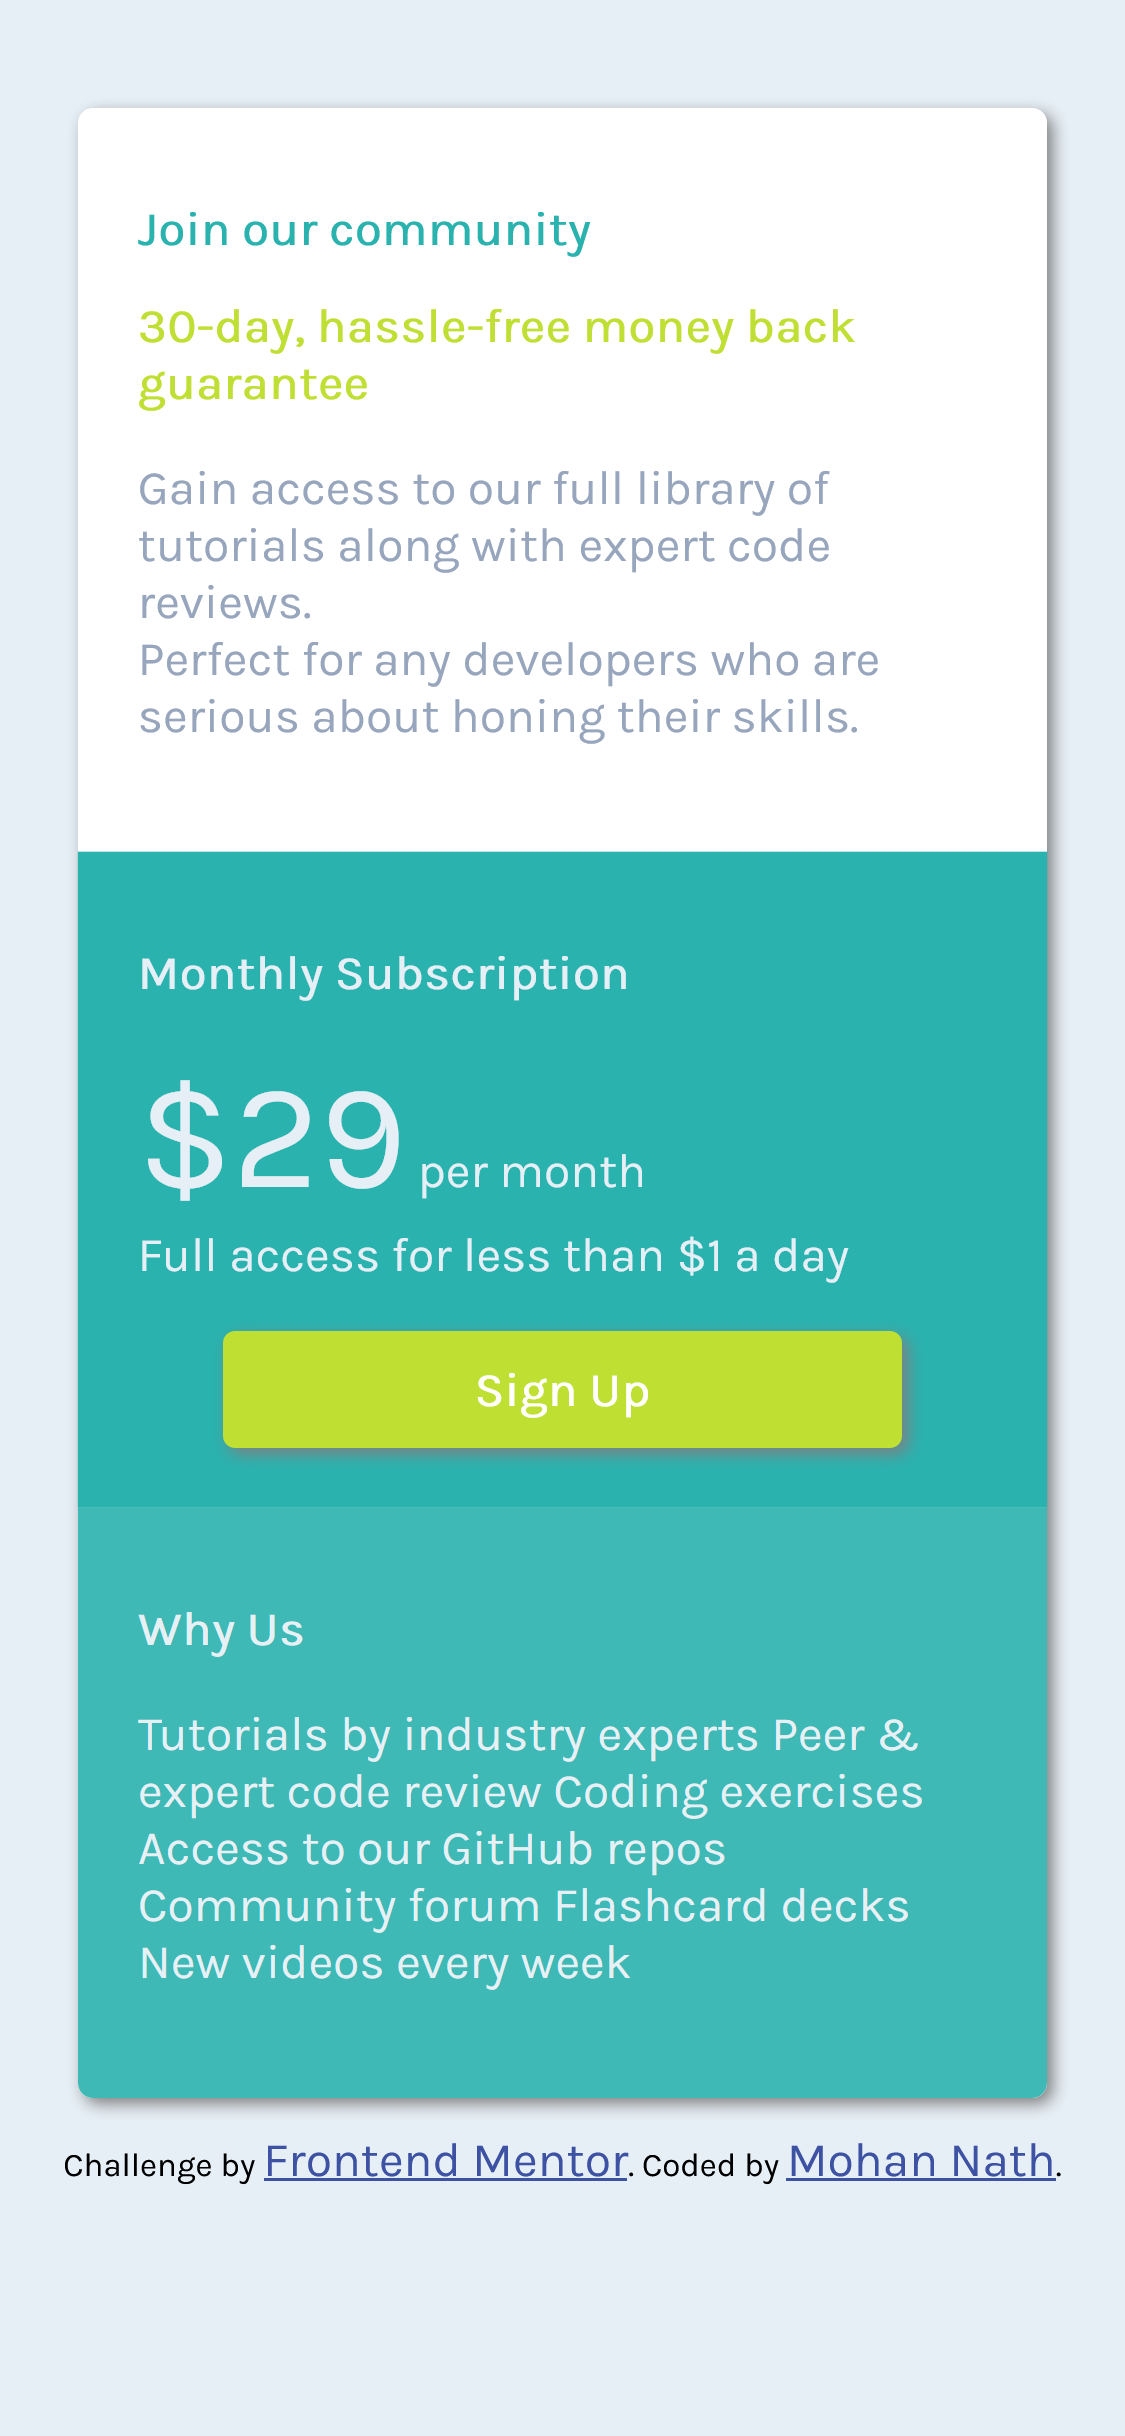 Join our community
30-day, hassle-free money back
guarantee
Gain access to our full library of
tutorials along with expert code
reviews.
Perfect for any developers who are
serious about honing their skills.
Monthly Subscription
$29 per month
Full access for less than $1 a day
Sign Up
Why Us
Tutorials by industry experts Peer &
expert code review Coding exercises
Access to our GitHub repos
Community forum Flashcard decks
New videos every week
Challenge by Frontend Mentor. Coded by Mohan Nath.